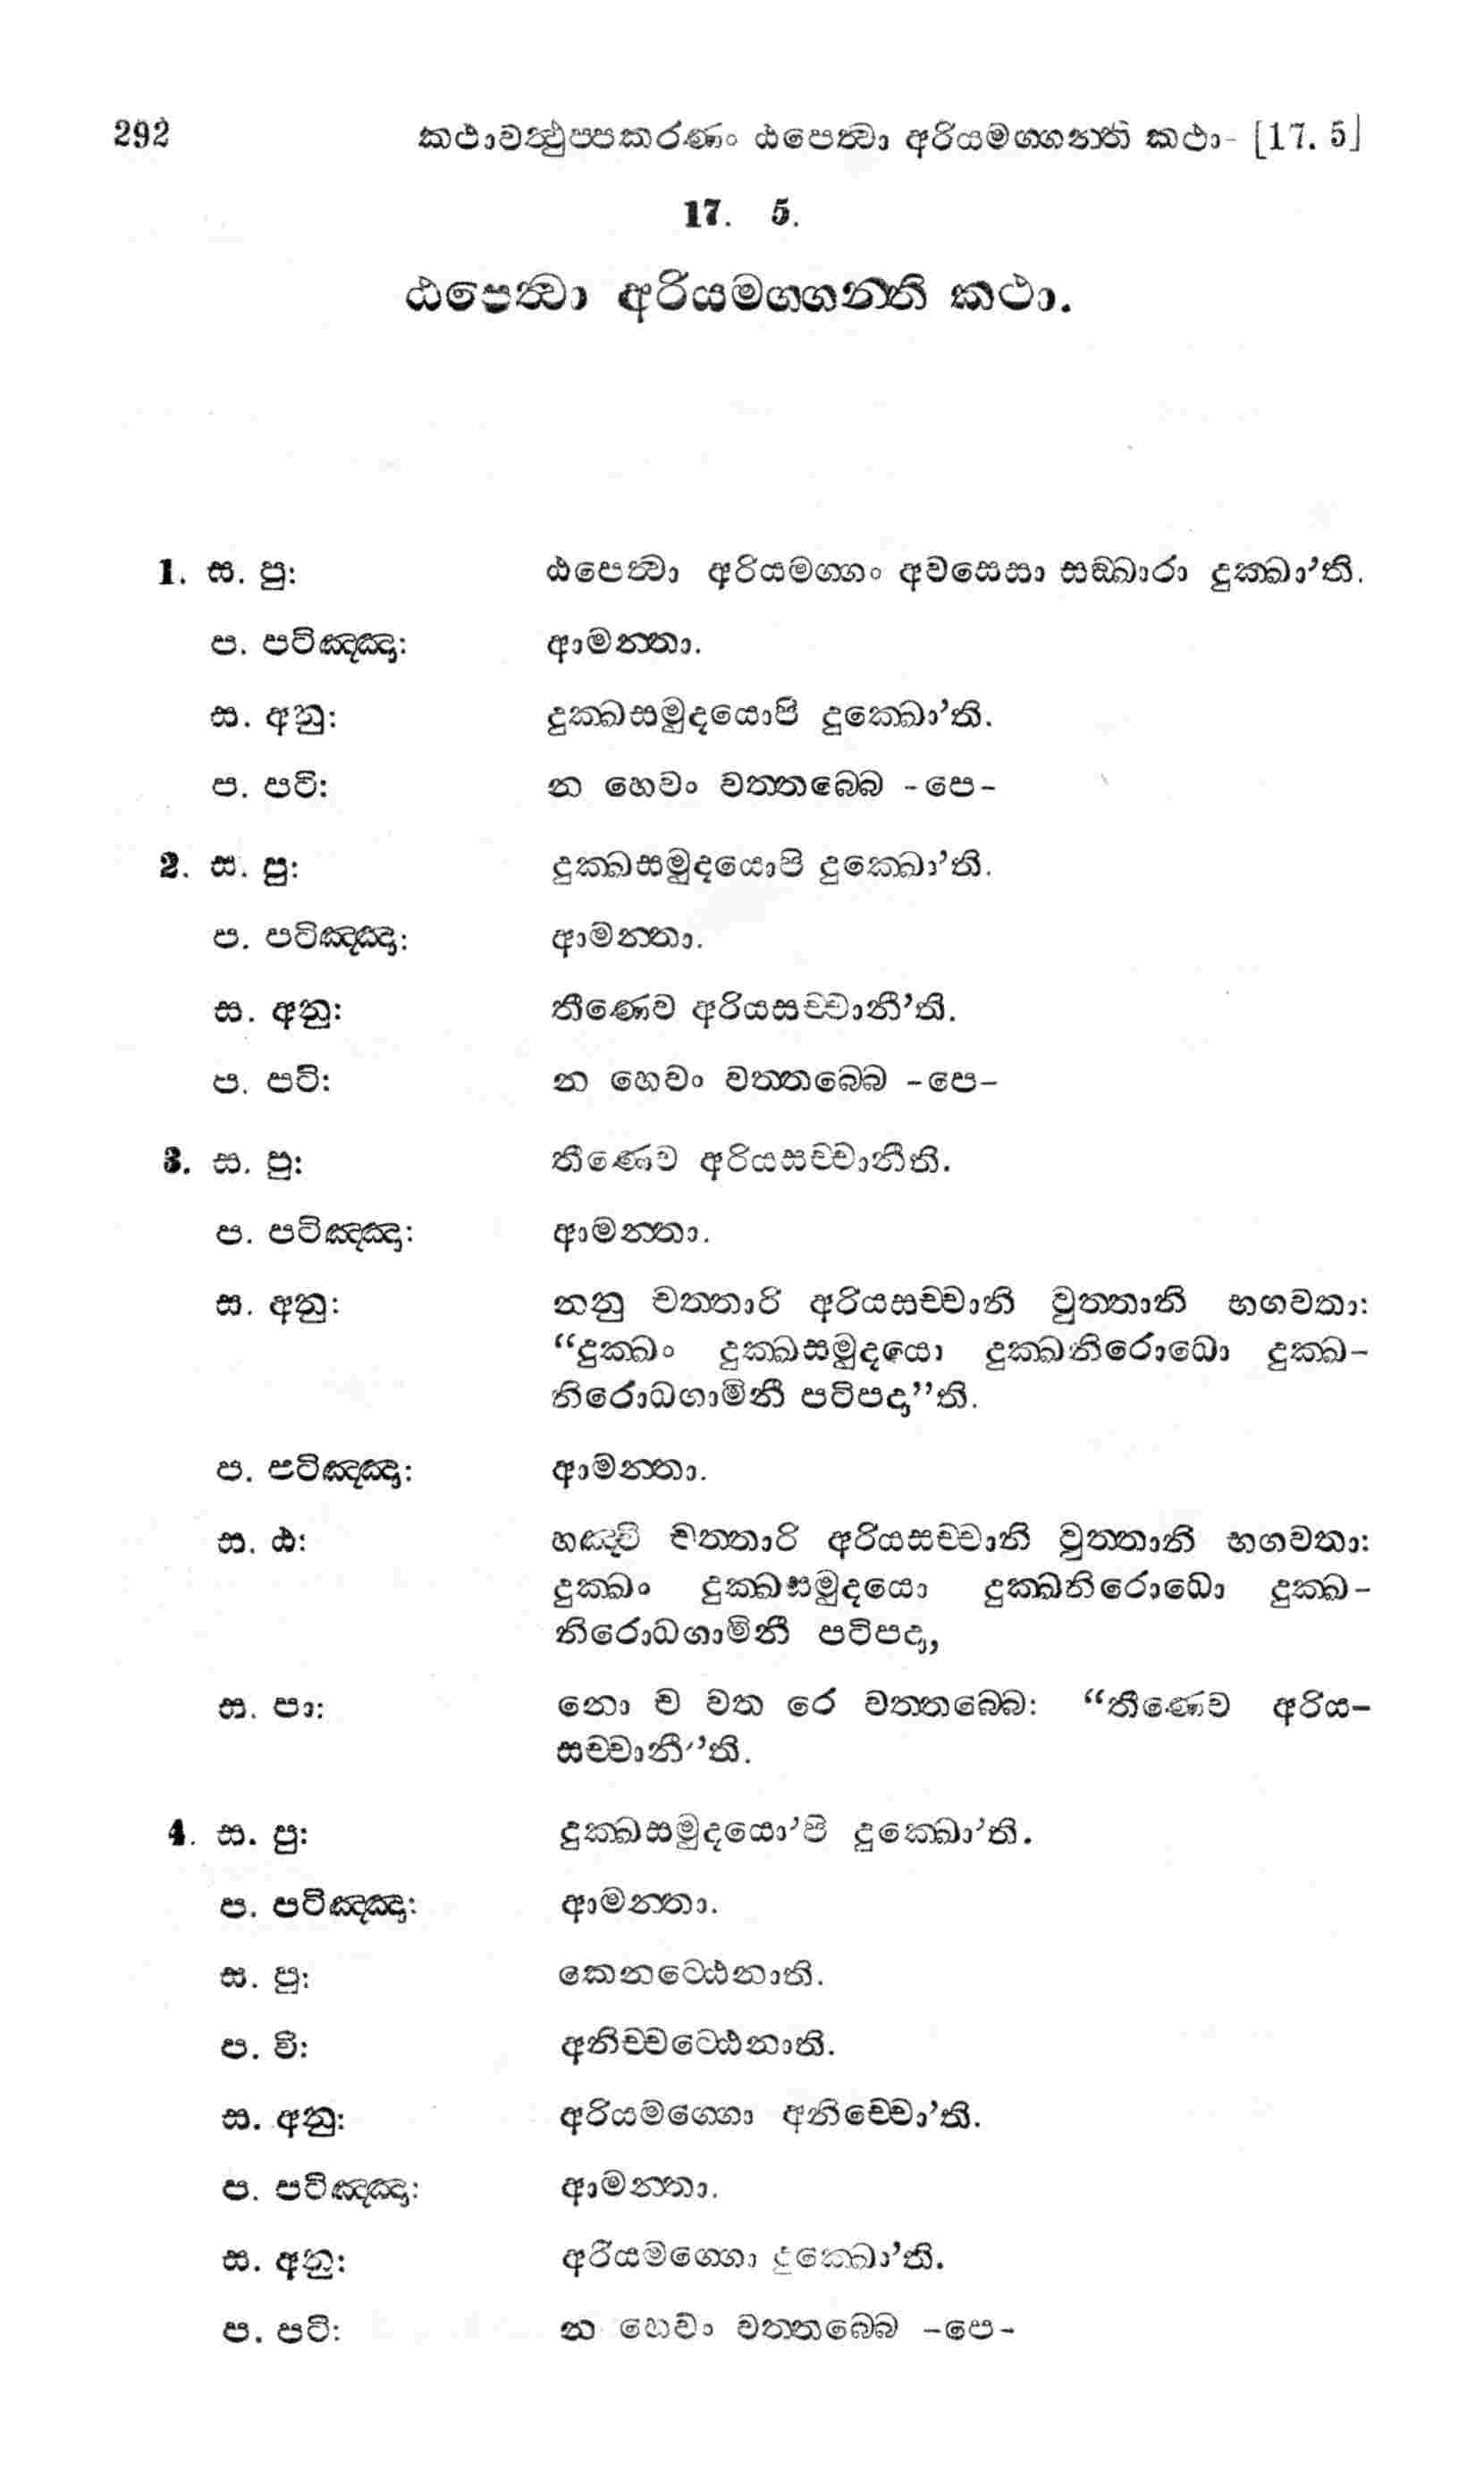 292 කථාවත්‍ථුප්පකරණං ඨපෙත්‍වා අරියමග්ගන්ති කථා- [17. 5]
17. 5.
ඨපෙත්‍වා අරියමග්ගන්ති කථා.
1. ස. පු: ඨපෙත්‍වා අරියමග්ගං අවසෙසා සඞ්ඛාරා දුක්ඛා’ති.
ප. පටිඤ්ඤා: ආමන්තා.
ස. අනු: දුක්ඛසමුදයොපි දුක්ඛො’ති.
ප. පටි: න හෙවං වත්තබ්බෙ -පෙ-
2. ස. පු: දුක්ඛසමුදයොපි දුක්ඛො’ති.
ප. පටිඤ්ඤා: ආමන්තා.
ස. අනු: තීණෙව අරියසච්චානී’ති.
ප. පටි: න හෙවං වත්තබ්බෙ -පෙ-
3. ස. පු: තීණෙව අරියසච්චානීති.
ප. පටිඤ්ඤා: ආමන්තා.
ස. අනු: නනු චත්තාරි අරියසච්චානි වුත්තානි භගවතා:
“දුක්ඛං දුක්ඛසමුදයො දුක්ඛනිරොධො දුක්ඛ-
නිරොධගාමිනී පටිපදා”ති.
ප. පටිඤ්ඤා: ආමන්තා.
ස. ඨ: හඤ්චි චත්තාරි අරියසච්චානි වුත්තානි භගවතා:
දුක්ඛං දුක්ඛසමුදයො දුක්ඛනිරොධො දුක්ඛ-
නිරොධගාමිනී පටිපදා,
ස. පා: නො ච වත රෙ වත්තබ්බෙ: “තීණෙව අරිය-
සච්චානී”ති.
4. ස. පු: දුක්ඛසමුදයො’පි දුක්ඛො’ති.
ප. පටිඤ්ඤා: ආමන්තා.
ස. පු: කෙනට්ඨෙනාති.
ප. වි: අනිච්චට්ඨෙනාති.
ස. අනු: අරියමග්ගො අනිච්චො’ති.
ප. පටිඤ්ඤා: ආමන්තා.
ස. අනු: අරියමග්ගො දුක්ඛො’ති.
ප. පටි: න හෙවං වත්තබ්බෙ -පෙ-